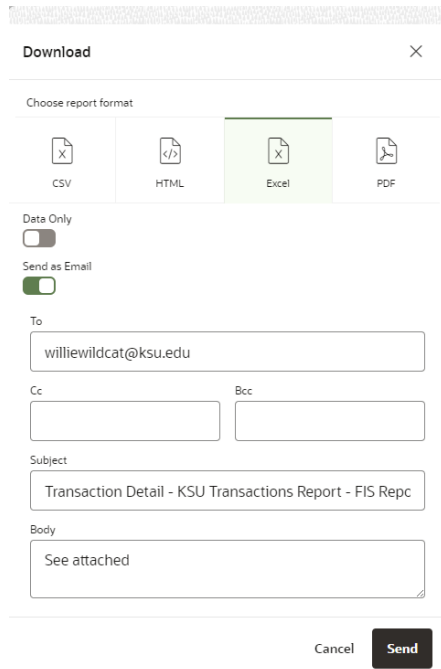 Download
Choose report format
CSV HTML Excel PDF
Data Only
Send as Email
To
williewildcat@ksu.edu
Cc Bcc
Subject
Transaction Detail - KSU Transactions Report - FIS Repc
Body
See attached
Cancel Send